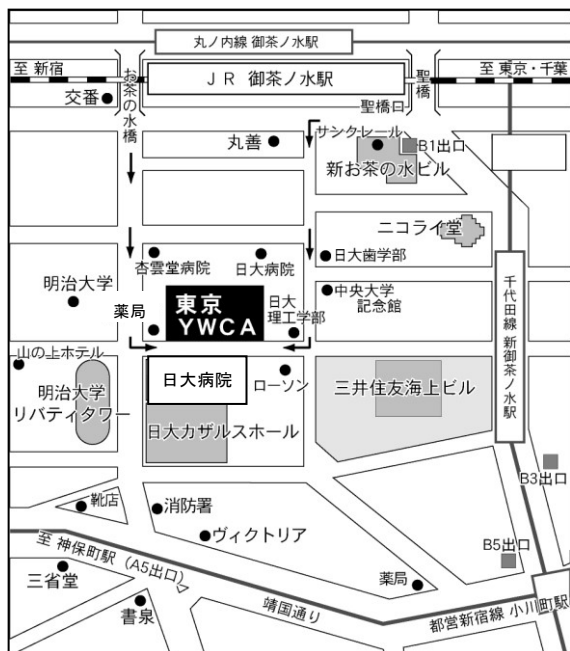 丸ノ内線 御茶ノ水駅
至 新宿
お茶の水橋
JR 御茶ノ水駅
聖橋
至 東京・千葉
交番
聖橋口
丸善
サンクレール
B1出口
新お茶の水ビル
ニコライ堂
杏雲堂病院
日大病院
日大歯学部
明治大学
東京
YWCA
日大
理工学部
中央大学
記念館
千代田線 新御茶ノ水駅
薬局
山の上ホテル
明治大学
リバティタワー
日大病院
ローソン
三井住友海上ビル
日大カザルスホール
B3出口
靴店
消防署
ヴィクトリア
B5出口
至 神保町駅(A5出口)
三省堂
書泉
靖国通り
薬局
都営新宿線 小川町駅